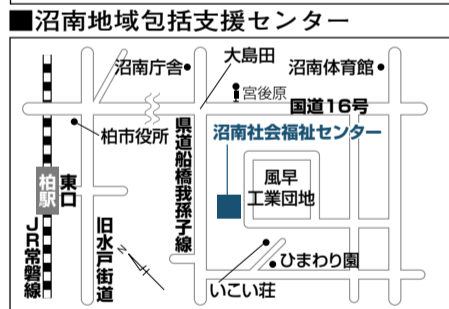 ■沼南地域包括支援センター
沼南庁舎
大島田
沼南体育館
宮後原
国道16号
柏市役所
沼南社会福祉センター
県道船橋我孫子線
東口
柏駅
風早
工業団地
JR常磐線
旧水戸街道
N
ひまわり園
いこい荘